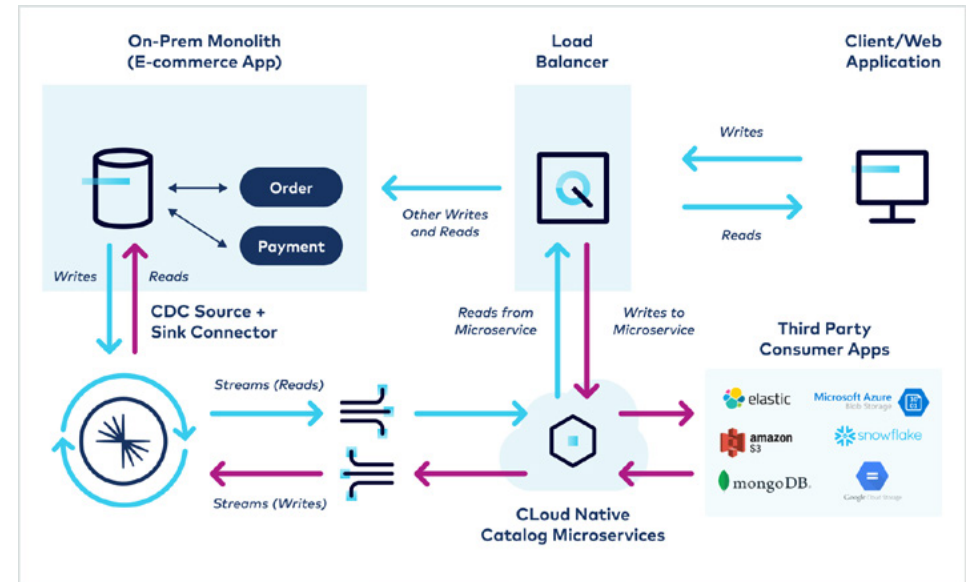 On-Prem Monolith
(E-commerce App)
Load
Balancer
Client/Web
Application
Writes
Order
Other Writes
and Reads
Reads
Payment
Writes
Reads
CDC Source +
Sink Connector
Reads from
Microservice
Writes to
Microservice
Third Party
Consumer Apps
Streams (Reads)
elastic
Microsoft Azure
Blob Storage
amazon
S3
snowflake
mongoDB.
Google Cloud Storage
Streams (Writes)
CLoud Native
Catalog Microservices